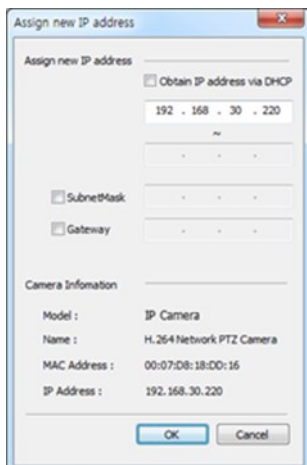 Assign new IP address
Assign new IP address
Obtain IP address via DHCP
192 . 168 . 30 . 220
~
. . .
SubnetMask . . .
Gateway . . .
Camera Infomation
Model : IP Camera
Name : H.264 Network PTZ Camera
MAC Address : 00:07:D8:18:DD:16
IP Address : 192.168.30.220
OK Cancel